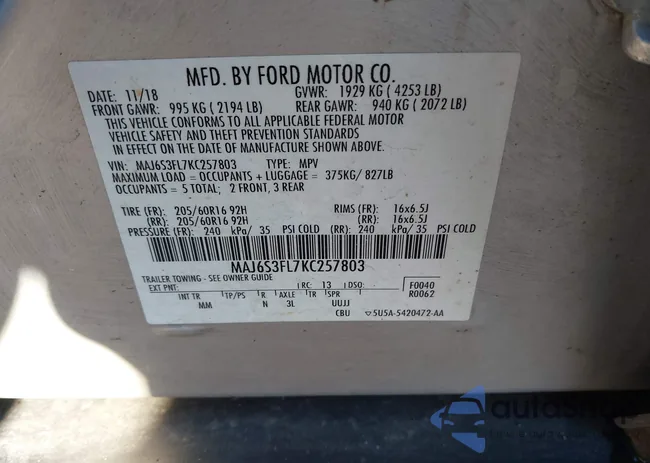 MFD. BY FORD MOTOR CO.
DATE: 11/18 GVWR: 1929 KG ( 4253 LB)
FRONT GAWR: 995 KG ( 2194 LB) REAR GAWR: 940 KG ( 2072 LB)
THIS VEHICLE CONFORMS TO ALL APPLICABLE FEDERAL MOTOR
VEHICLE SAFETY AND THEFT PREVENTION STANDARDS
IN EFFECT ON THE DATE OF MANUFACTURE SHOWN ABOVE.
VIN: MAJ6S3FL7KC257803 TYPE: MPV
MAXIMUM LOAD = OCCUPANTS + LUGGAGE = 375KG/ 827LB
OCCUPANTS = 5 TOTAL; 2 FRONT, 3 REAR
TIRE (FR): 205/60R16 92H RIMS (FR): 16x6.5J
(RR): 205/60R16 92H (RR): 16x6.5J
PRESSURE (FR): 240 kPa/ 35 PSI COLD (RR): 240 kPa/ 35 PSI COLD
MAJ6S3FL7KC257803
TRAILER TOWING - SEE OWNER GUIDE
EXT PNT: RC: 13 DSO: F0040
INT TR TP/PS R AXLE TR SPR R0062
MM N 3L UUJJ
CBU 5U5A-5420472-AA
autoShop